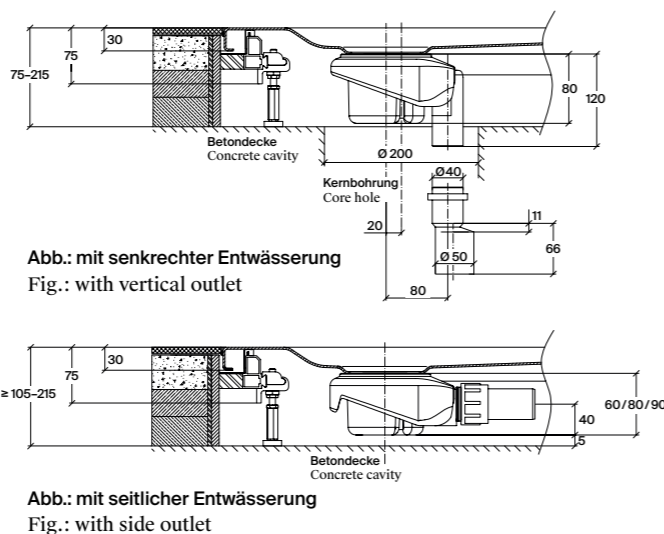 30
75
75–215
80
120
Betondecke
Concrete cavity
Ø 200
Kernbohrung
Core hole
Ø40
20
11
66
Ø 50
80
Abb.: mit senkrechter Entwässerung
Fig.: with vertical outlet
30
75
≥ 105–215
60 / 80 / 90
40
5
Betondecke
Concrete cavity
Abb.: mit seitlicher Entwässerung
Fig.: with side outlet